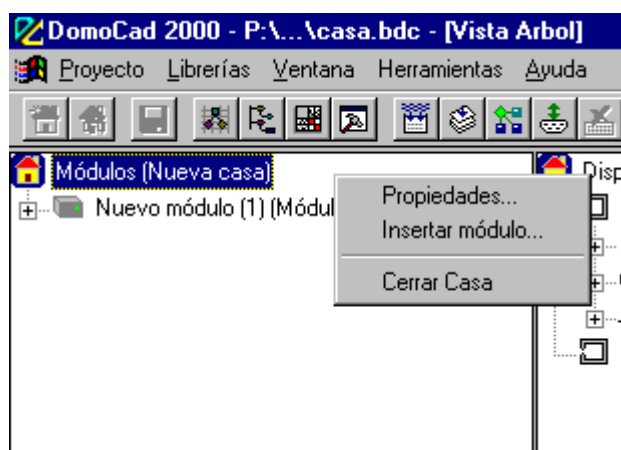 DomoCad 2000 - P:\...\casa.bdc - [Vista Arbol]
Proyecto Librerías Ventana Herramientas Ayuda
Módulos (Nueva casa)
Nuevo módulo (1) (Módul
Propiedades...
Insertar módulo...
Cerrar Casa
Disp